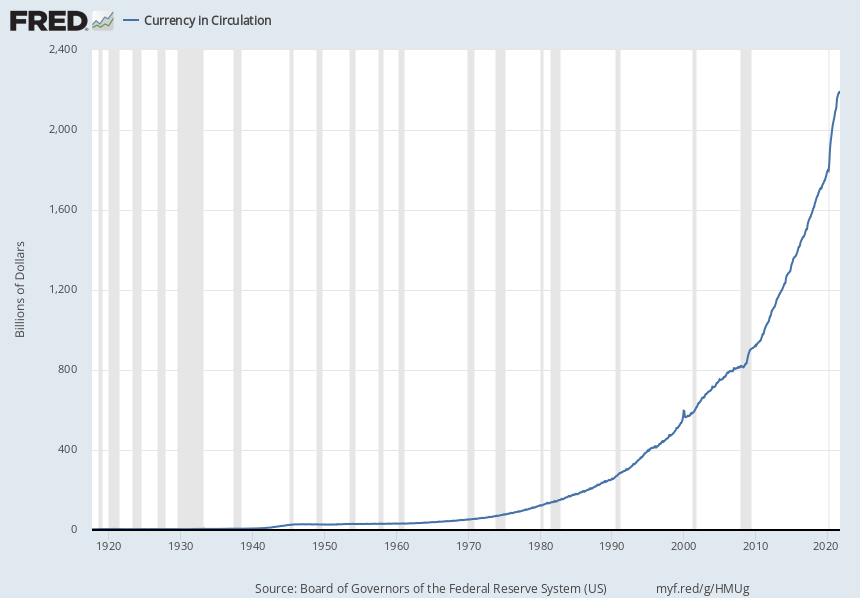 FRED
Currency in Circulation
2,400
2,000
1,600
1,200
800
400
0
Billions of Dollars
1920 1930 1940 1950 1960 1970 1980 1990 2000 2010 2020
Source: Board of Governors of the Federal Reserve System (US) myf.red/g/HMUg